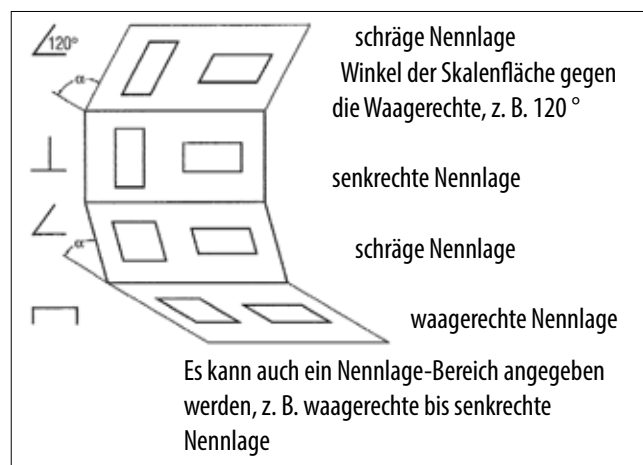 120°
schräge Nennlage
Winkel der Skalenfläche gegen
die Waagerechte, z. B. 120 °
α
senkrechte Nennlage
schräge Nennlage
α
waagerechte Nennlage
Es kann auch ein Nennlage-Bereich angegeben
werden, z. B. waagerechte bis senkrechte
Nennlage